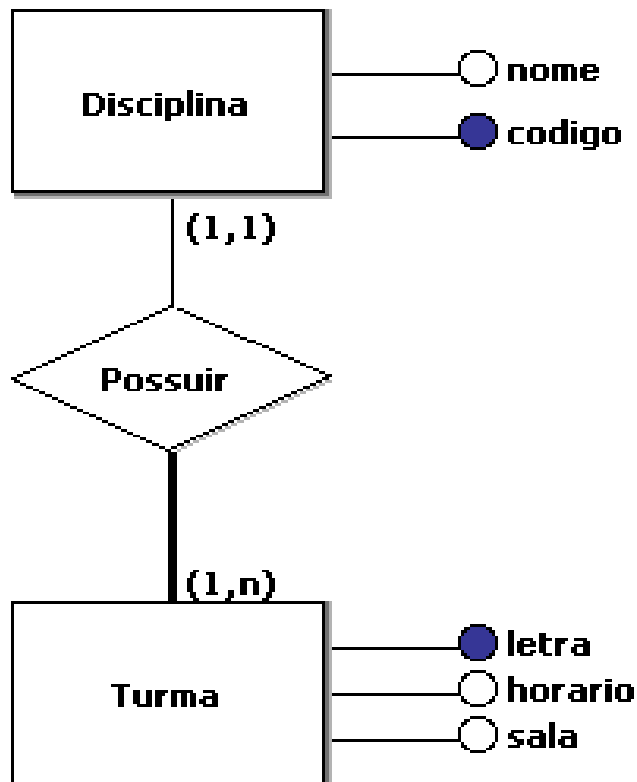 Disciplina
nome
codigo
(1,1)
Possuir
(1,n)
Turma
letra
horario
sala